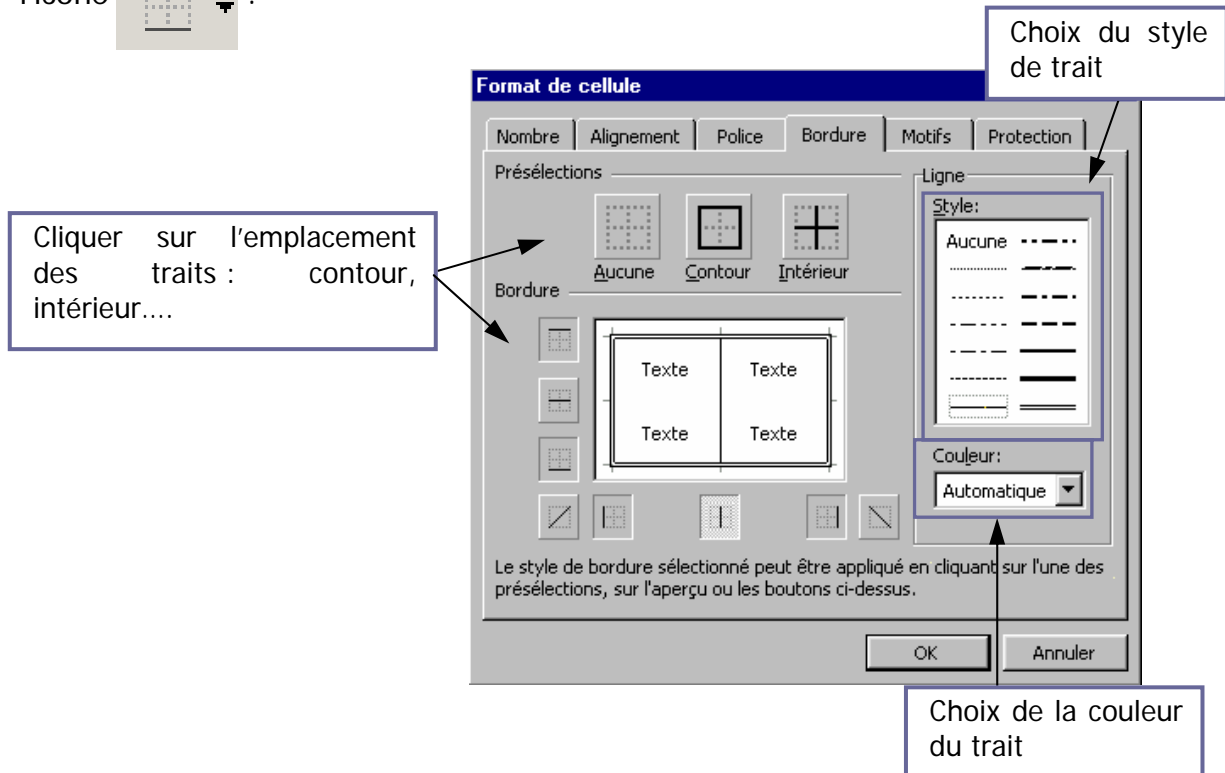 l'icône :
Choix du style
de trait
Format de cellule
Nombre Alignement Police Bordure Motifs Protection
Présélections
Ligne
Style:
Aucune
Cliquer sur l'emplacement
des traits : contour,
intérieur....
Aucune Contour Intérieur
Bordure
Texte Texte
Texte Texte
Couleur:
Automatique
Le style de bordure sélectionné peut être appliqué en cliquant sur l'une des
présélections, sur l'aperçu ou les boutons ci-dessus.
OK Annuler
Choix de la couleur
du trait